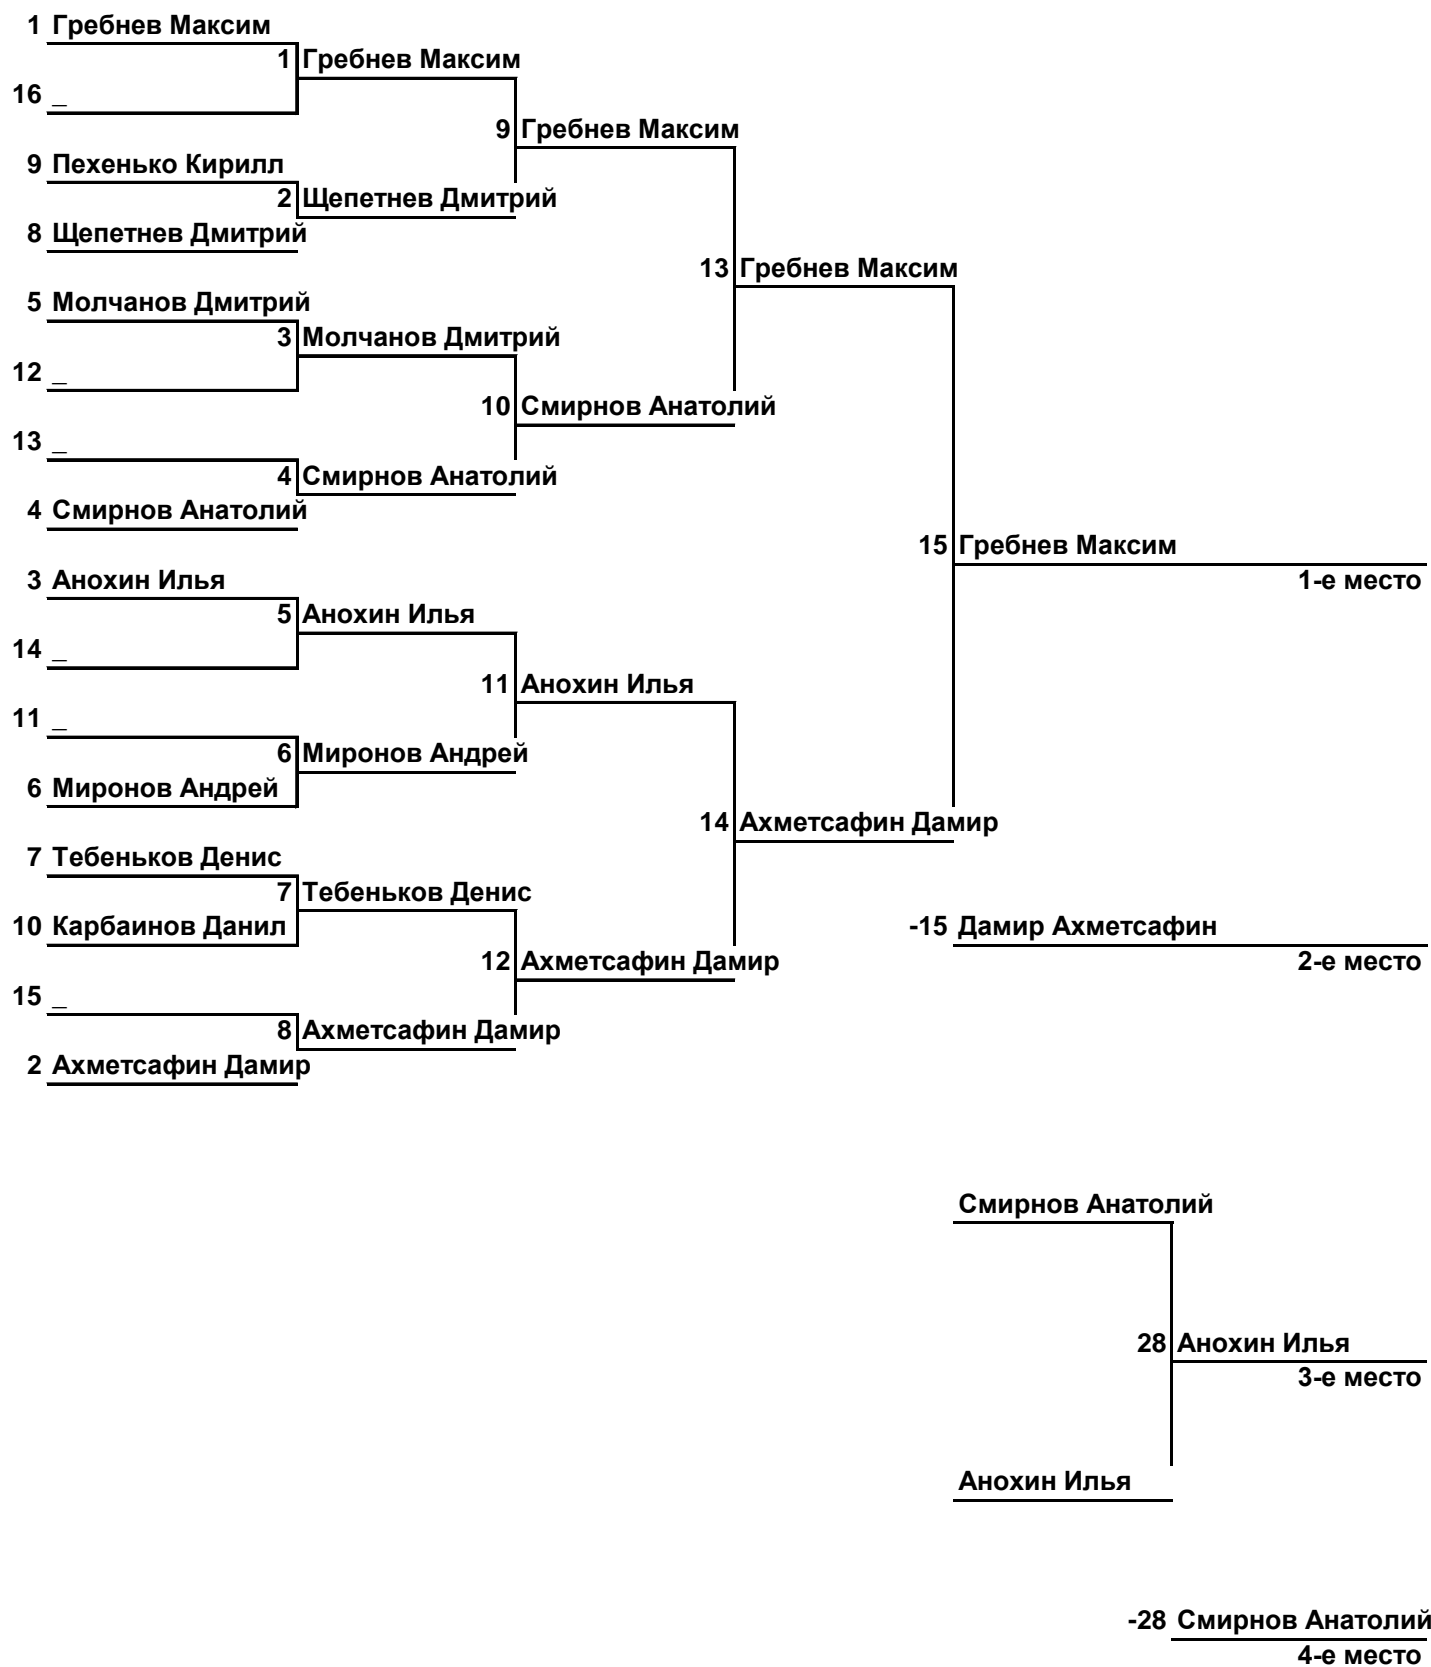 1 Гребнев Максим
1 Гребнев Максим
16 _
9 Гребнев Максим
9 Пехенько Кирилл
2 Щепетнев Дмитрий
8 Щепетнев Дмитрий
13 Гребнев Максим
5 Молчанов Дмитрий
3 Молчанов Дмитрий
12 _
10 Смирнов Анатолий
13 _
4 Смирнов Анатолий
4 Смирнов Анатолий
15 Гребнев Максим
3 Анохин Илья
1-е место
5 Анохин Илья
14 _
11 Анохин Илья
11 _
6 Миронов Андрей
6 Миронов Андрей
14 Ахметсафин Дамир
7 Тебеньков Денис
7 Тебеньков Денис
10 Карбаинов Данил
-15 Дамир Ахметсафин
12 Ахметсафин Дамир
2-е место
15 _
8 Ахметсафин Дамир
2 Ахметсафин Дамир
Смирнов Анатолий
28 Анохин Илья
3-е место
Анохин Илья
-28 Смирнов Анатолий
4-е место